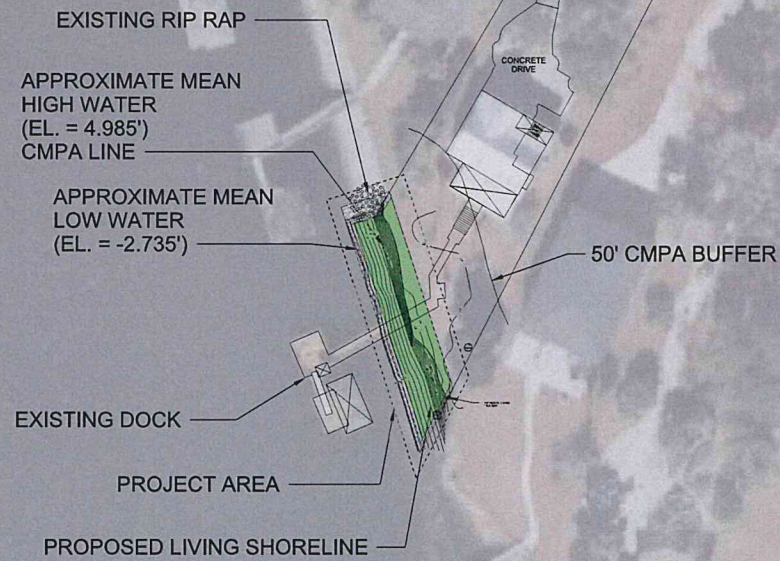 EXISTING RIP RAP
CONCRETE
DRIVE
APPROXIMATE MEAN
HIGH WATER
(EL. = 4.985')
CMPA LINE
APPROXIMATE MEAN
LOW WATER
(EL. = -2.735')
50' CMPA BUFFER
EXISTING DOCK
PROJECT AREA
PROPOSED LIVING SHORELINE